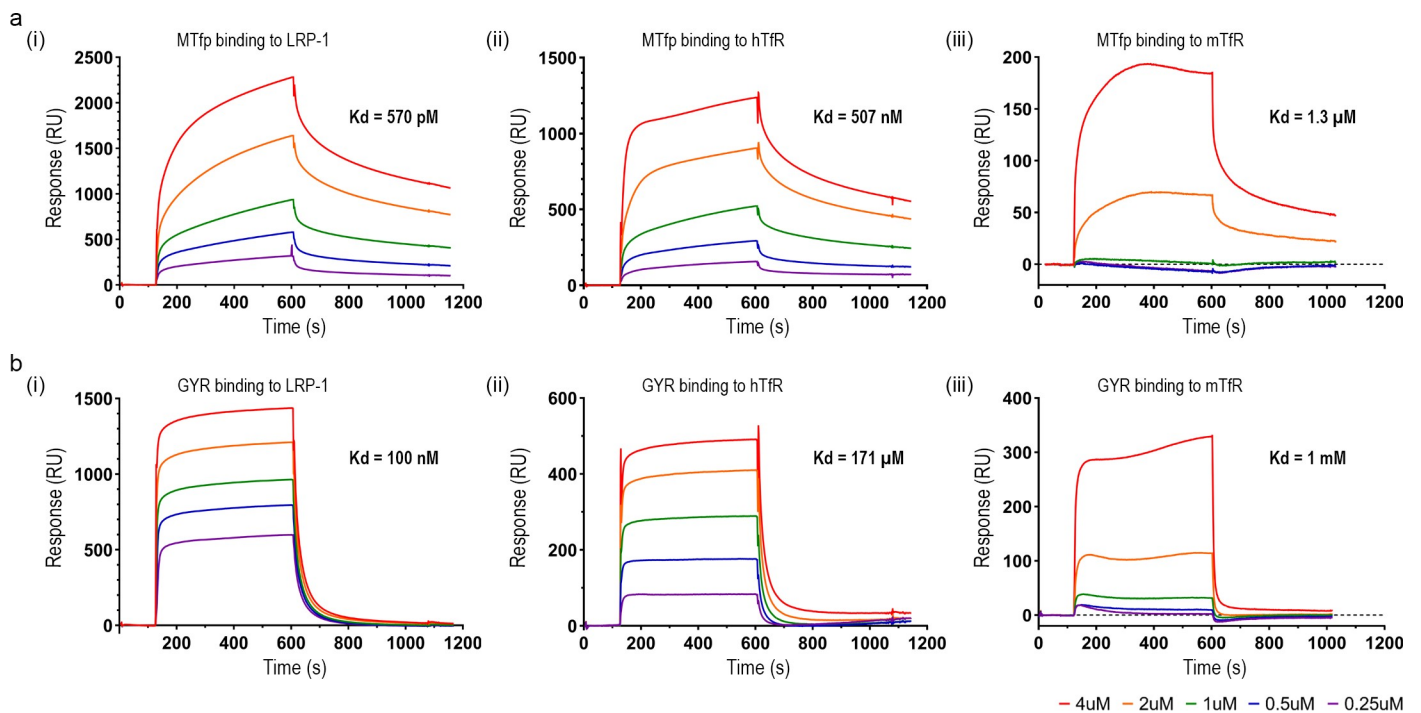 a
(i)
MTfp binding to LRP-1
2500
2000
1500
1000
500
0
Response (RU)
Kd = 570 pM
0 200 400 600 800 1000 1200
Time (s)
(ii)
MTfp binding to hTfR
1500
1000
500
0
Response (RU)
Kd = 507 nM
0 200 400 600 800 1000 1200
Time (s)
(iii)
MTfp binding to mTfR
200
150
100
50
0
Response (RU)
Kd = 1.3 µM
0 200 400 600 800 1000 1200
Time (s)
b
(i)
GYR binding to LRP-1
1500
1000
500
0
Response (RU)
Kd = 100 nM
0 200 400 600 800 1000 1200
Time (s)
(ii)
GYR binding to hTfR
600
400
200
0
Response (RU)
Kd = 171 µM
0 200 400 600 800 1000 1200
Time (s)
(iii)
GYR binding to mTfR
400
300
200
100
0
Response (RU)
Kd = 1 mM
0 200 400 600 800 1000 1200
Time (s)
4uM 2uM 1uM 0.5uM 0.25uM